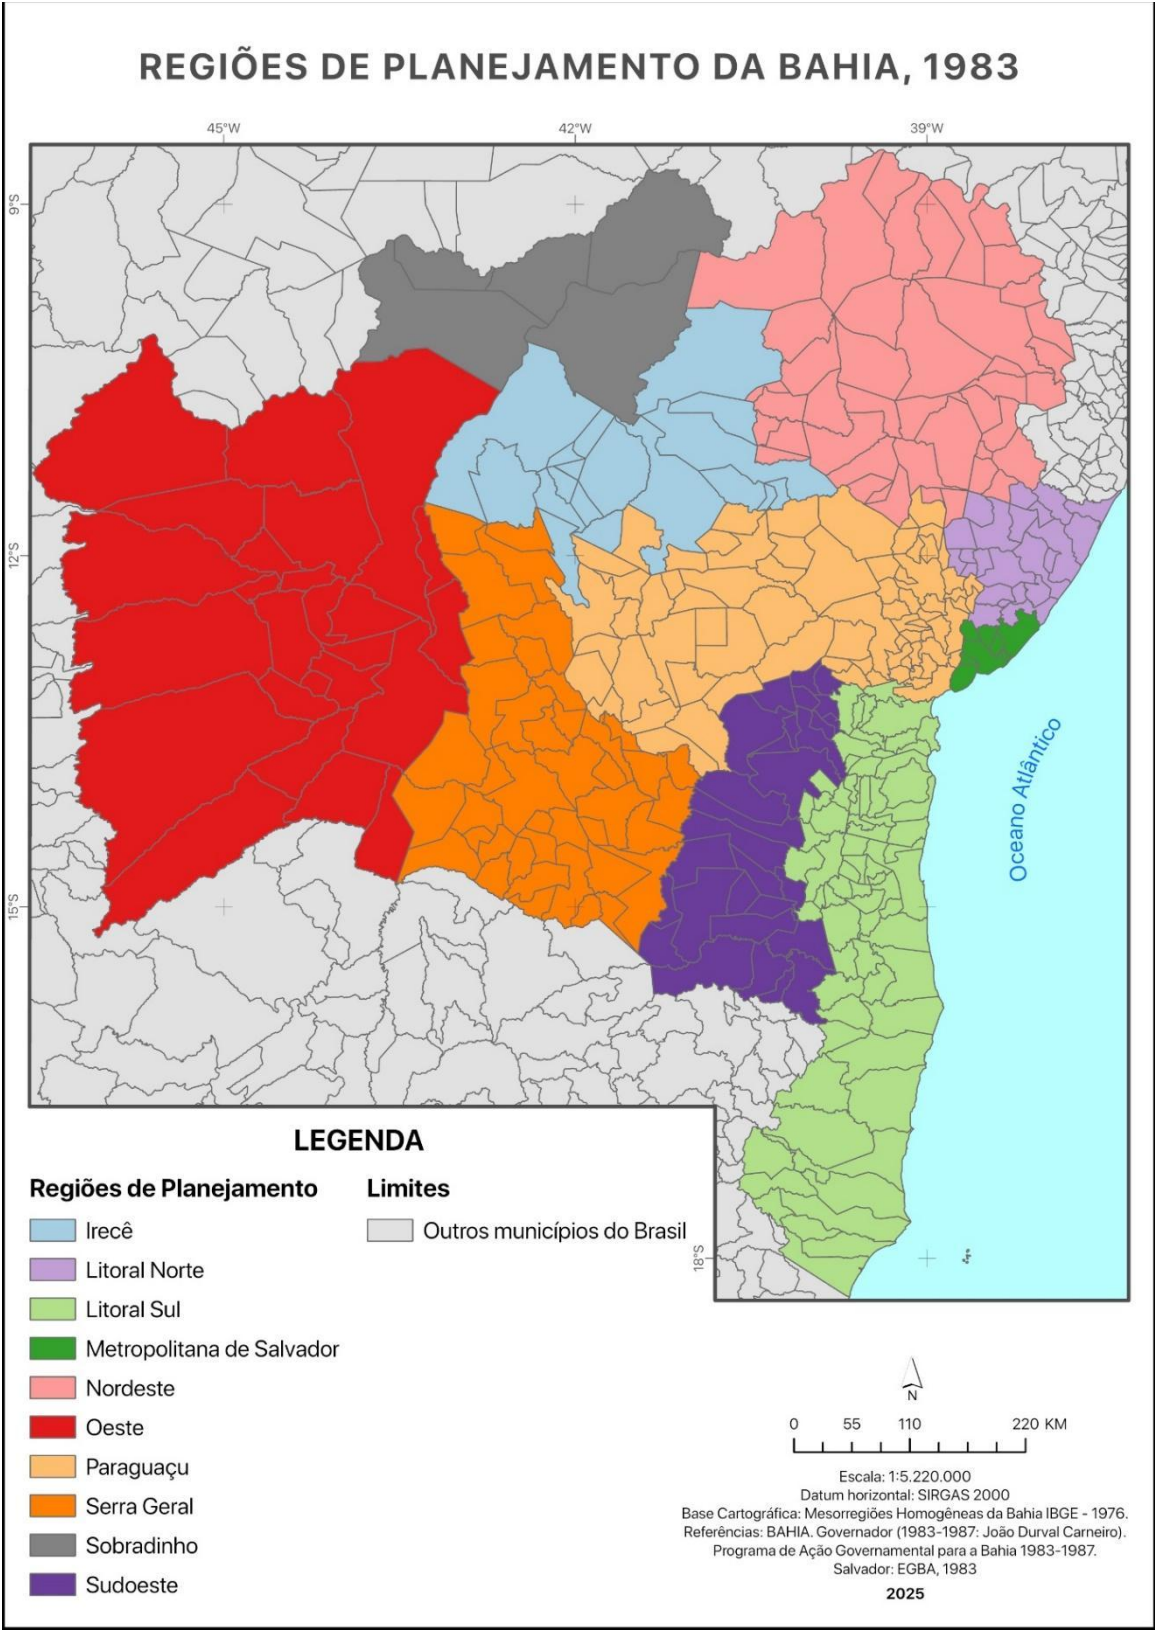 REGIÕES DE PLANEJAMENTO DA BAHIA, 1983
45°W
42°W
39°W
9°S
12°S
15°S
18°S
Oceano Atlântico
LEGENDA
Regiões de Planejamento
Irecê
Litoral Norte
Litoral Sul
Metropolitana de Salvador
Nordeste
Oeste
Paraguaçu
Serra Geral
Sobradinho
Sudoeste
Limites
Outros municípios do Brasil
N
0 55 110 220 KM
Escala: 1:5.220.000
Datum horizontal: SIRGAS 2000
Base Cartográfica: Mesorregiões Homogêneas da Bahia IBGE - 1976.
Referências: BAHIA. Governador (1983-1987: João Durval Carneiro).
Programa de Ação Governamental para a Bahia 1983-1987.
Salvador: EGBA, 1983
2025